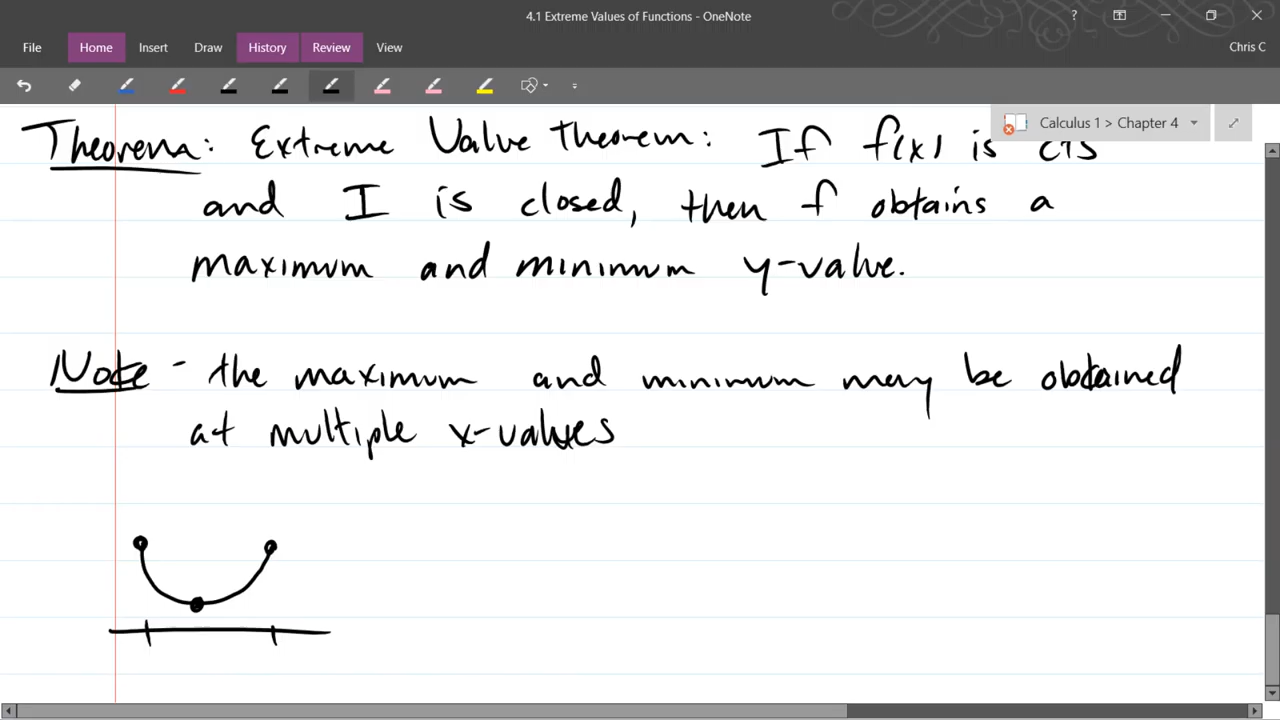 4.1 Extreme Values of Functions - OneNote
?
File Home Insert Draw History Review View
Chris C
Calculus 1 > Chapter 4
Theorem: Extreme Value Theorem: If f(x) is cts
and I is closed, then f obtains a
maximum and minimum y-value.
Note - the maximum and minimum may be obtained
at multiple x-values